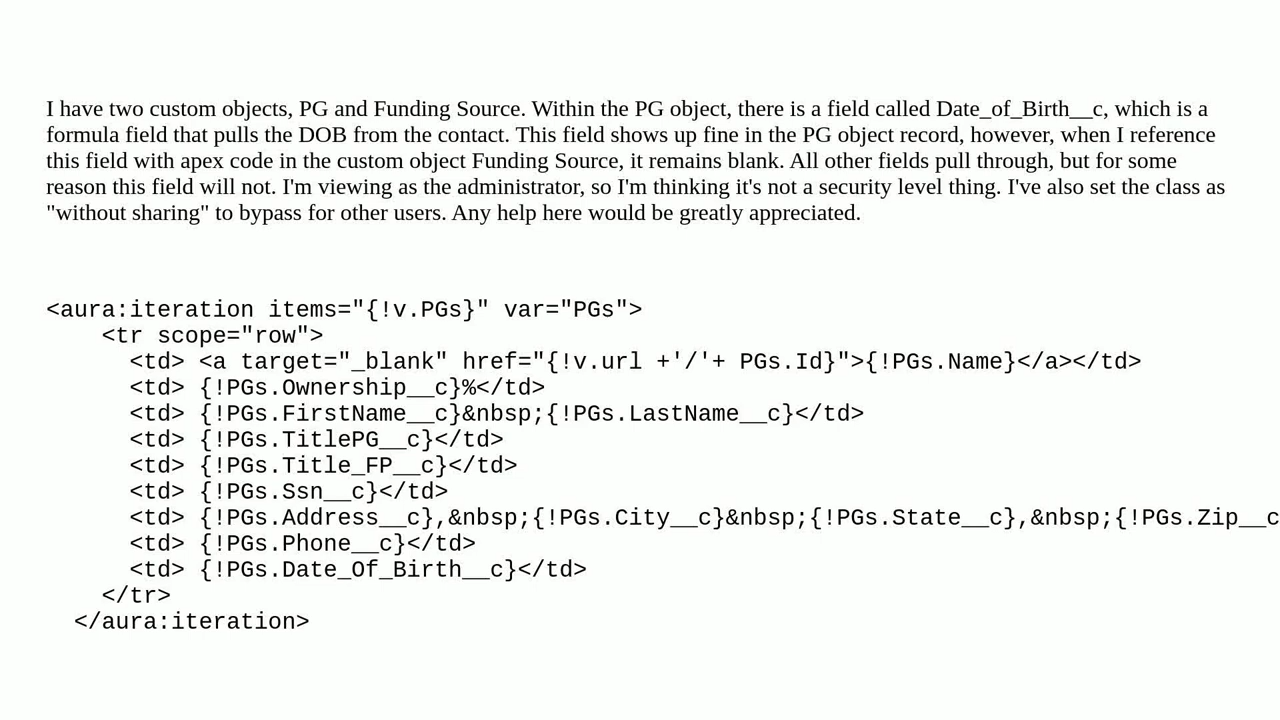 I have two custom objects, PG and Funding Source. Within the PG object, there is a field called Date_of_Birth__c, which is a
formula field that pulls the DOB from the contact. This field shows up fine in the PG object record, however, when I reference
this field with apex code in the custom object Funding Source, it remains blank. All other fields pull through, but for some
reason this field will not. I'm viewing as the administrator, so I'm thinking it's not a security level thing. I've also set the class as
"without sharing" to bypass for other users. Any help here would be greatly appreciated.
<aura:iteration items="{!v.PGs}" var="PGs">
    <tr scope="row">
      <td> <a target="_blank" href="{!v.url +'/'+ PGs.Id}">{!PGs.Name}</a></td>
      <td> {!PGs.Ownership__c}%</td>
      <td> {!PGs.FirstName__c}&nbsp;{!PGs.LastName__c}</td>
      <td> {!PGs.TitlePG__c}</td>
      <td> {!PGs.Title_FP__c}</td>
      <td> {!PGs.Ssn__c}</td>
      <td> {!PGs.Address__c},&nbsp;{!PGs.City__c}&nbsp;{!PGs.State__c},&nbsp;{!PGs.Zip__c
      <td> {!PGs.Phone__c}</td>
      <td> {!PGs.Date_Of_Birth__c}</td>
    </tr>
  </aura:iteration>